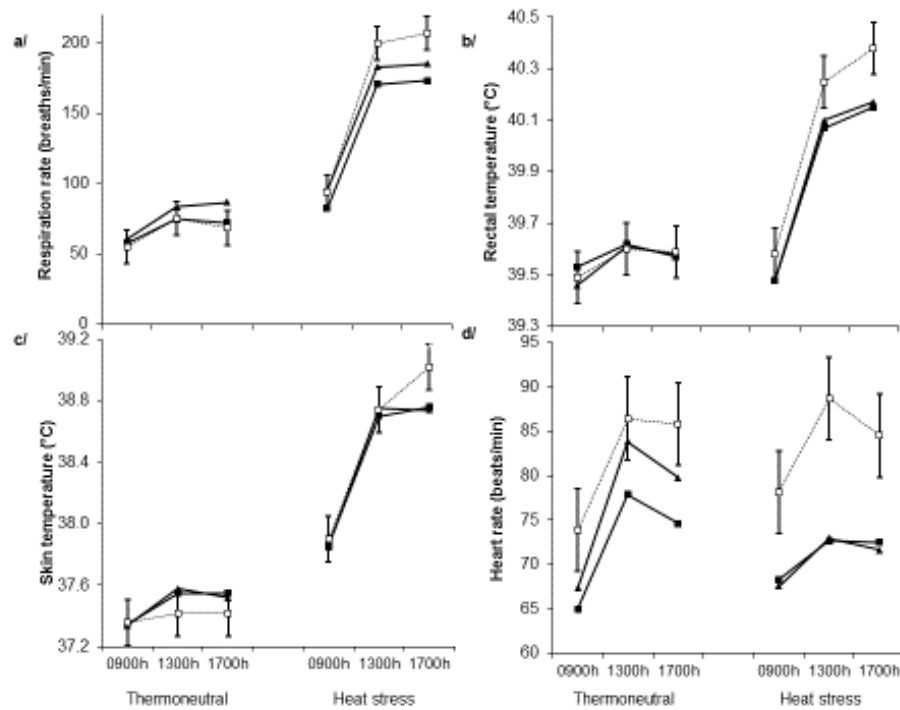 a/
Respiration rate (breaths/min)
200
150
100
50
0
b/
Rectal temperature (°C)
40.5
40.3
40.1
39.9
39.7
39.5
39.3
c/
Skin temperature (°C)
39.2
38.8
38.4
38.0
37.6
37.2
0900h 1300h 1700h 0900h 1300h 1700h
Thermoneutral Heat stress
d/
Heart rate (beats/min)
95
90
85
80
75
70
65
60
0900h 1300h 1700h 0900h 1300h 1700h
Thermoneutral Heat stress